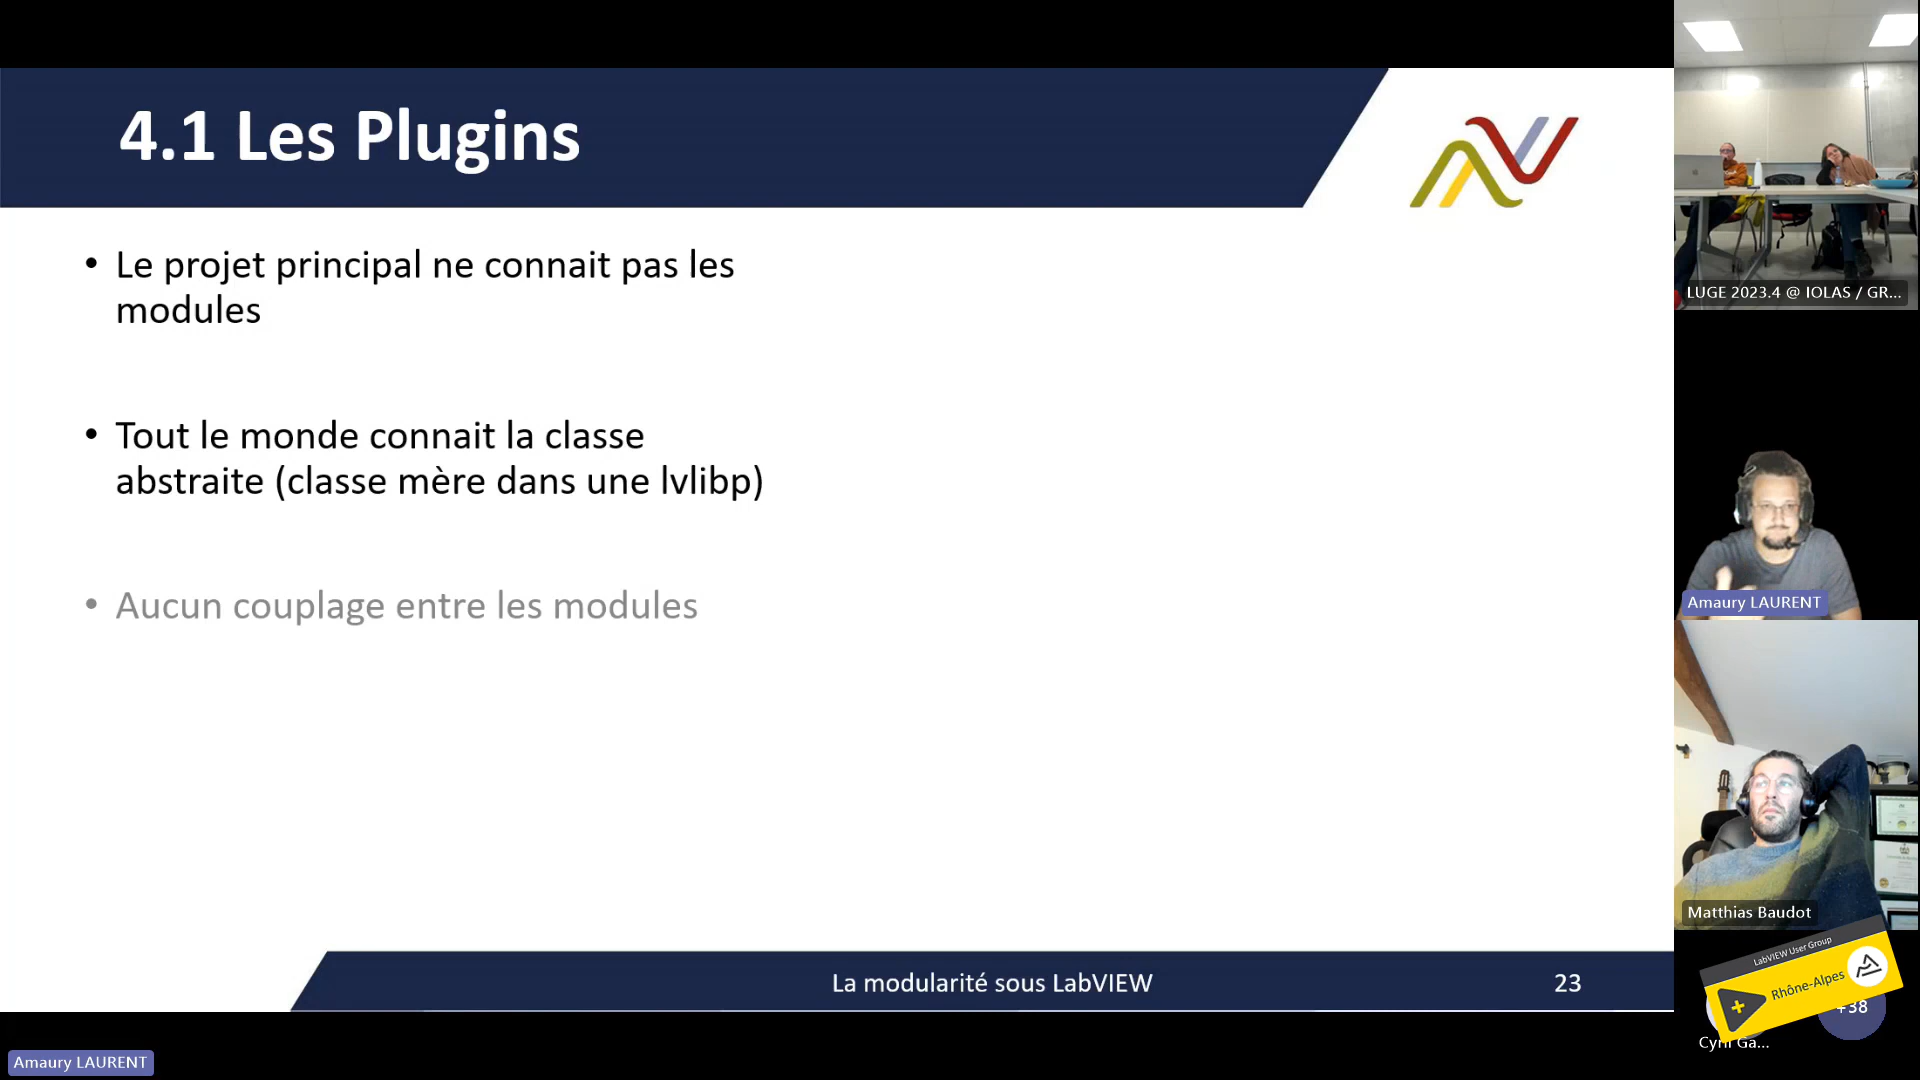 4.1 Les Plugins
• Le projet principal ne connait pas les
modules
• Tout le monde connait la classe
abstraite (classe mère dans une lvlibp)
• Aucun couplage entre les modules
La modularité sous LabVIEW
23
Amaury LAURENT
LUGE 2023.4 @ IOLAS / GR...
Amaury LAURENT
Matthias Baudot
LabVIEW User Group
Rhône-Alpes
+38
Cyril Ga...